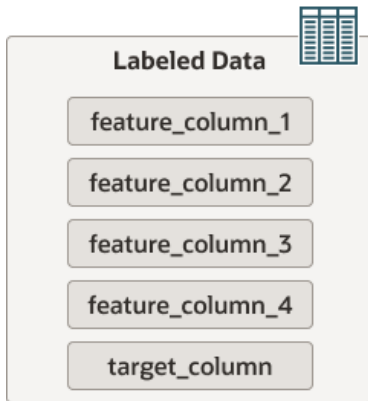 Labeled Data
feature_column_1
feature_column_2
feature_column_3
feature_column_4
target_column